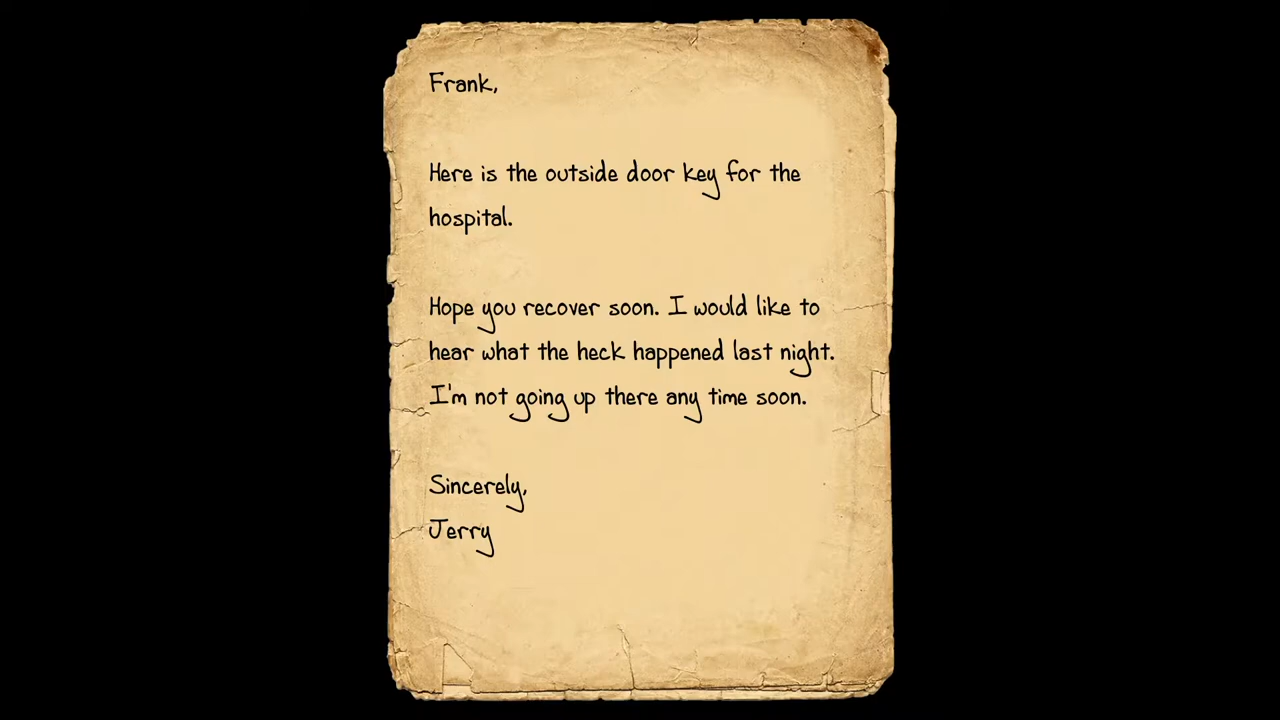 Frank,
Here is the outside door key for the
hospital.
Hope you recover soon. I would like to
hear what the heck happened last night.
I'm not going up there any time soon.
Sincerely,
Jerry